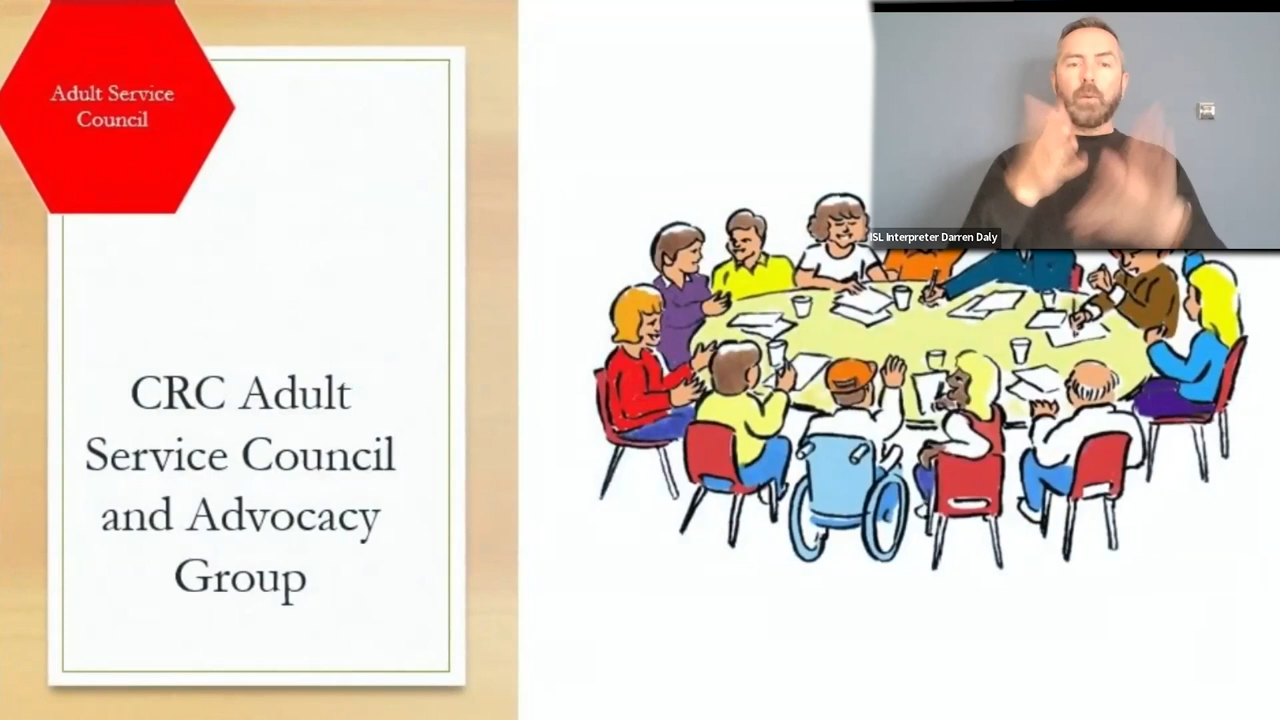 Adult Service
Council
CRC Adult
Service Council
and Advocacy
Group
ISL Interpreter Darren Daly